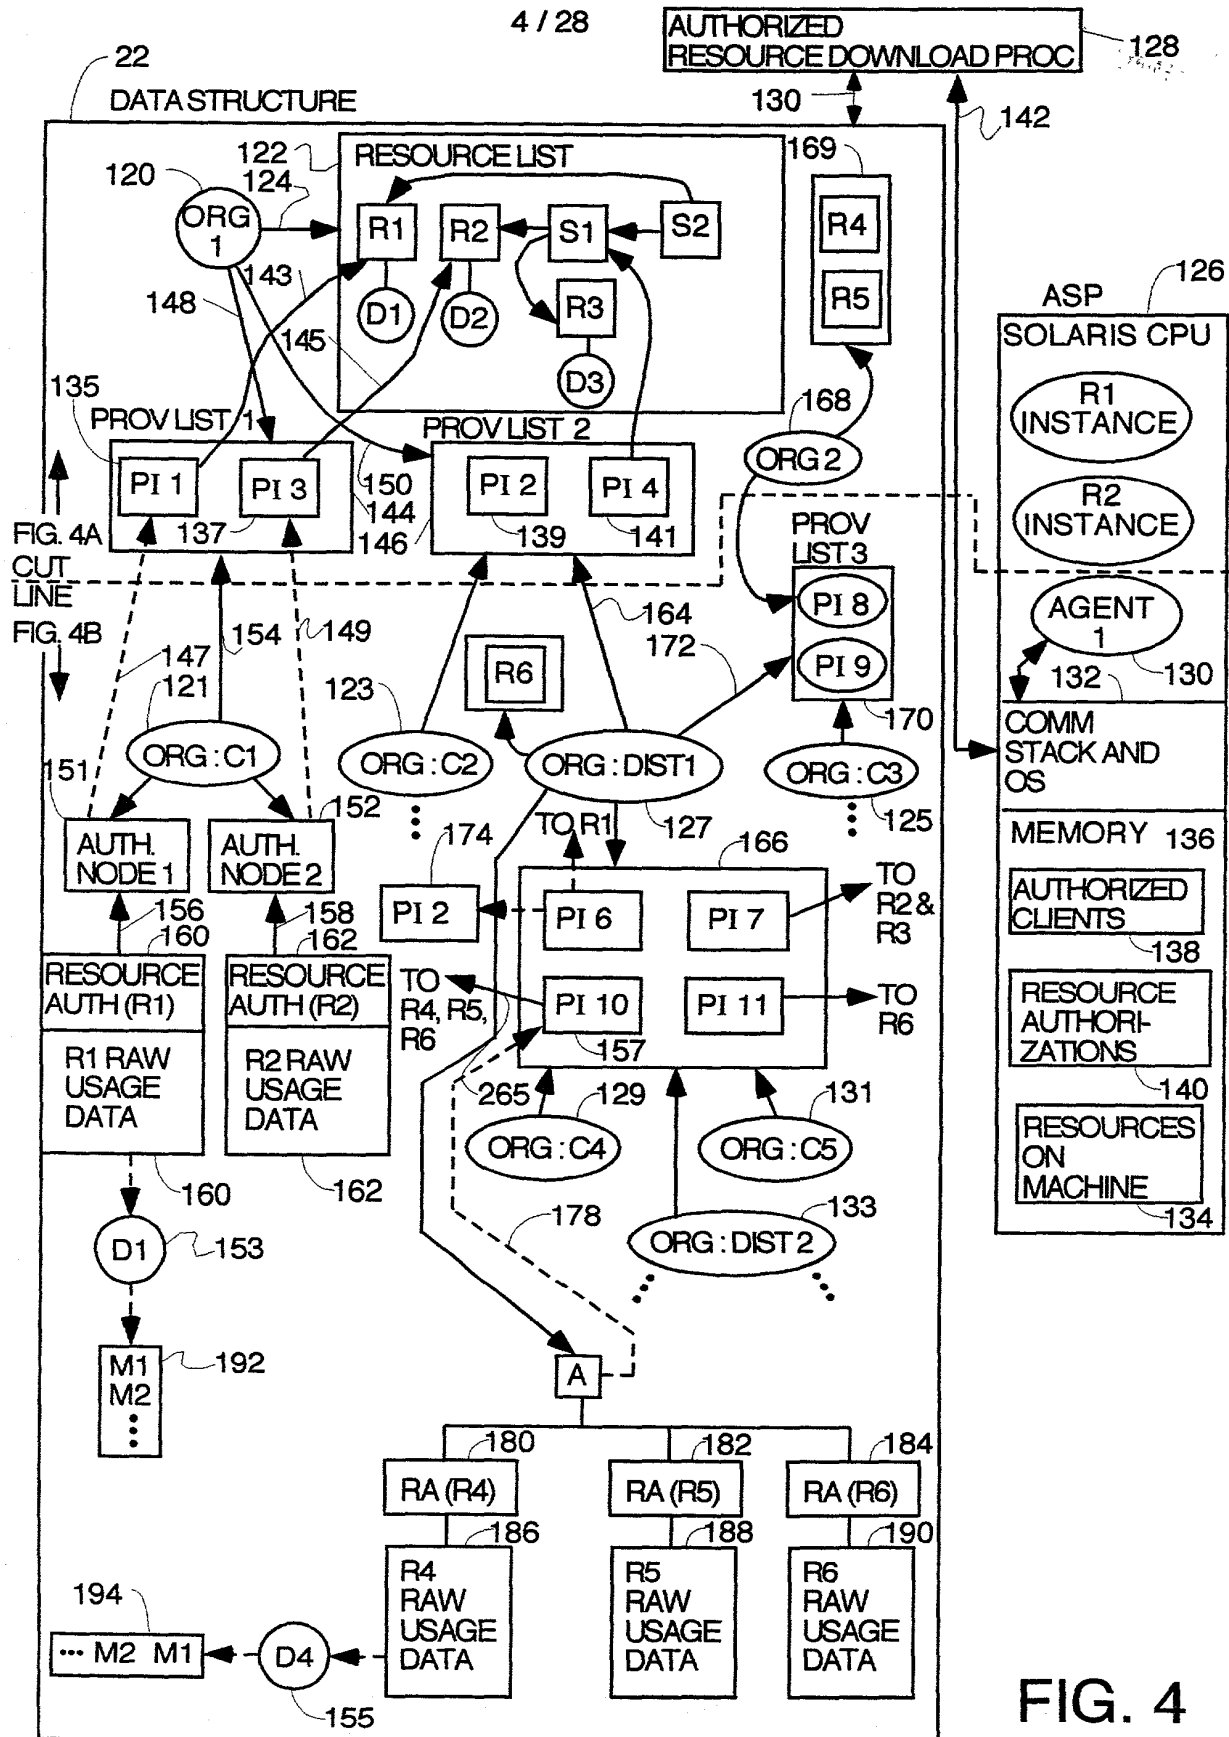 4 / 28
AUTHORIZED
RESOURCE DOWNLOAD PROC
128
22
DATA STRUCTURE
130
142
122
RESOURCE LIST
169
120
124
ORG
1
R1
R2
S1
S2
R4
143
148
D1
D2
R3
R5
126
ASP
SOLARIS CPU
145
D3
R1
INSTANCE
135
PROV LIST 1
PROV LIST 2
168
PI 1
PI 3
PI 2
PI 4
ORG 2
150
144
R2
INSTANCE
137
146
139
141
PROV
LIST 3
FIG. 4A
CUT
LINE
FIG. 4B
164
PI 8
AGENT
1
154
149
172
147
R6
PI 9
121
123
132
130
170
COMM
STACK AND
OS
ORG : C1
ORG : C2
ORG : DIST1
ORG : C3
151
152
174
TO R1
127
125
MEMORY
136
AUTH.
NODE 1
AUTH.
NODE 2
166
TO
R2 &
R3
AUTHORIZED
CLIENTS
PI 2
PI 6
PI 7
156
158
138
160
162
RESOURCE
AUTH (R1)
RESOURCE
AUTH (R2)
TO
R4, R5,
R6
PI 10
PI 11
TO
R6
RESOURCE
AUTHORI-
ZATIONS
157
R1 RAW
USAGE
DATA
R2 RAW
USAGE
DATA
265
129
131
140
ORG : C4
ORG : C5
RESOURCES
ON
MACHINE
160
162
178
133
134
D1
153
ORG : DIST 2
M1
M2
192
A
180
182
184
RA (R4)
RA (R5)
RA (R6)
186
188
190
R4
RAW
USAGE
DATA
R5
RAW
USAGE
DATA
R6
RAW
USAGE
DATA
194
••• M2 M1
D4
155
FIG. 4